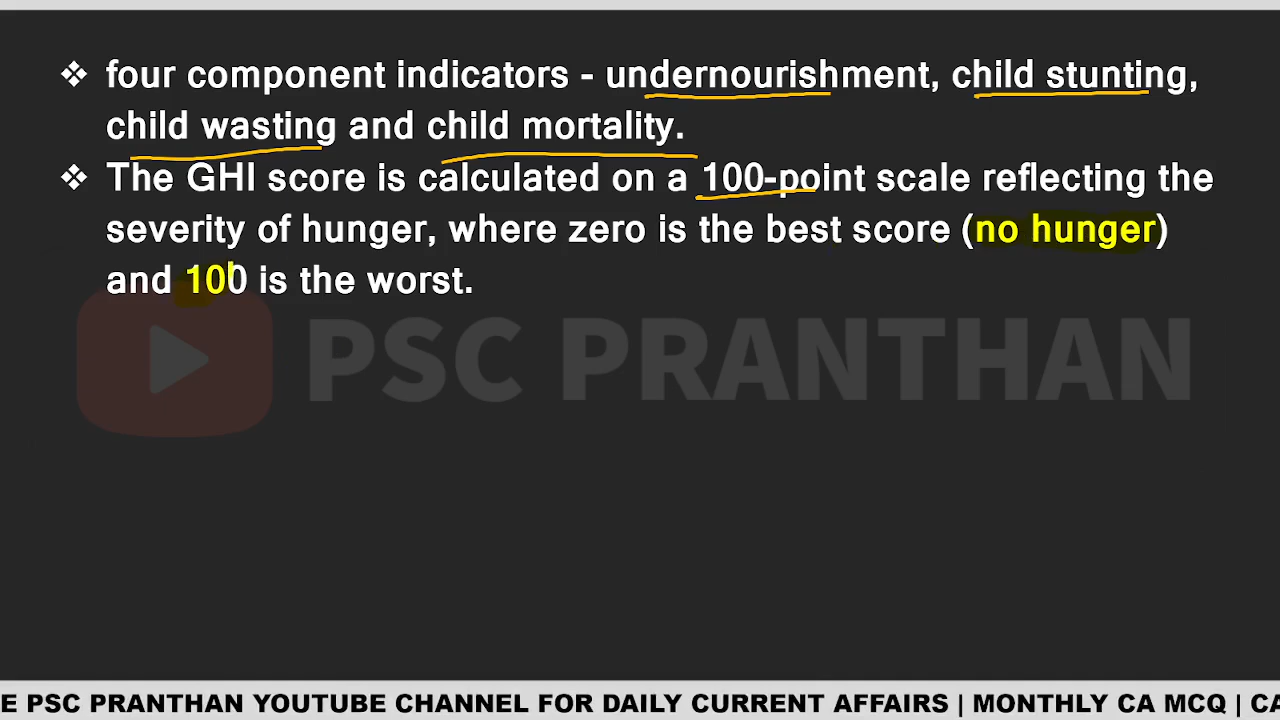 ❖ four component indicators - undernourishment, child stunting,
child wasting and child mortality.
❖ The GHI score is calculated on a 100-point scale reflecting the
severity of hunger, where zero is the best score (no hunger)
and 100 is the worst.
PSC PRANTHAN
E PSC PRANTHAN YOUTUBE CHANNEL FOR DAILY CURRENT AFFAIRS | MONTHLY CA MCQ | CA